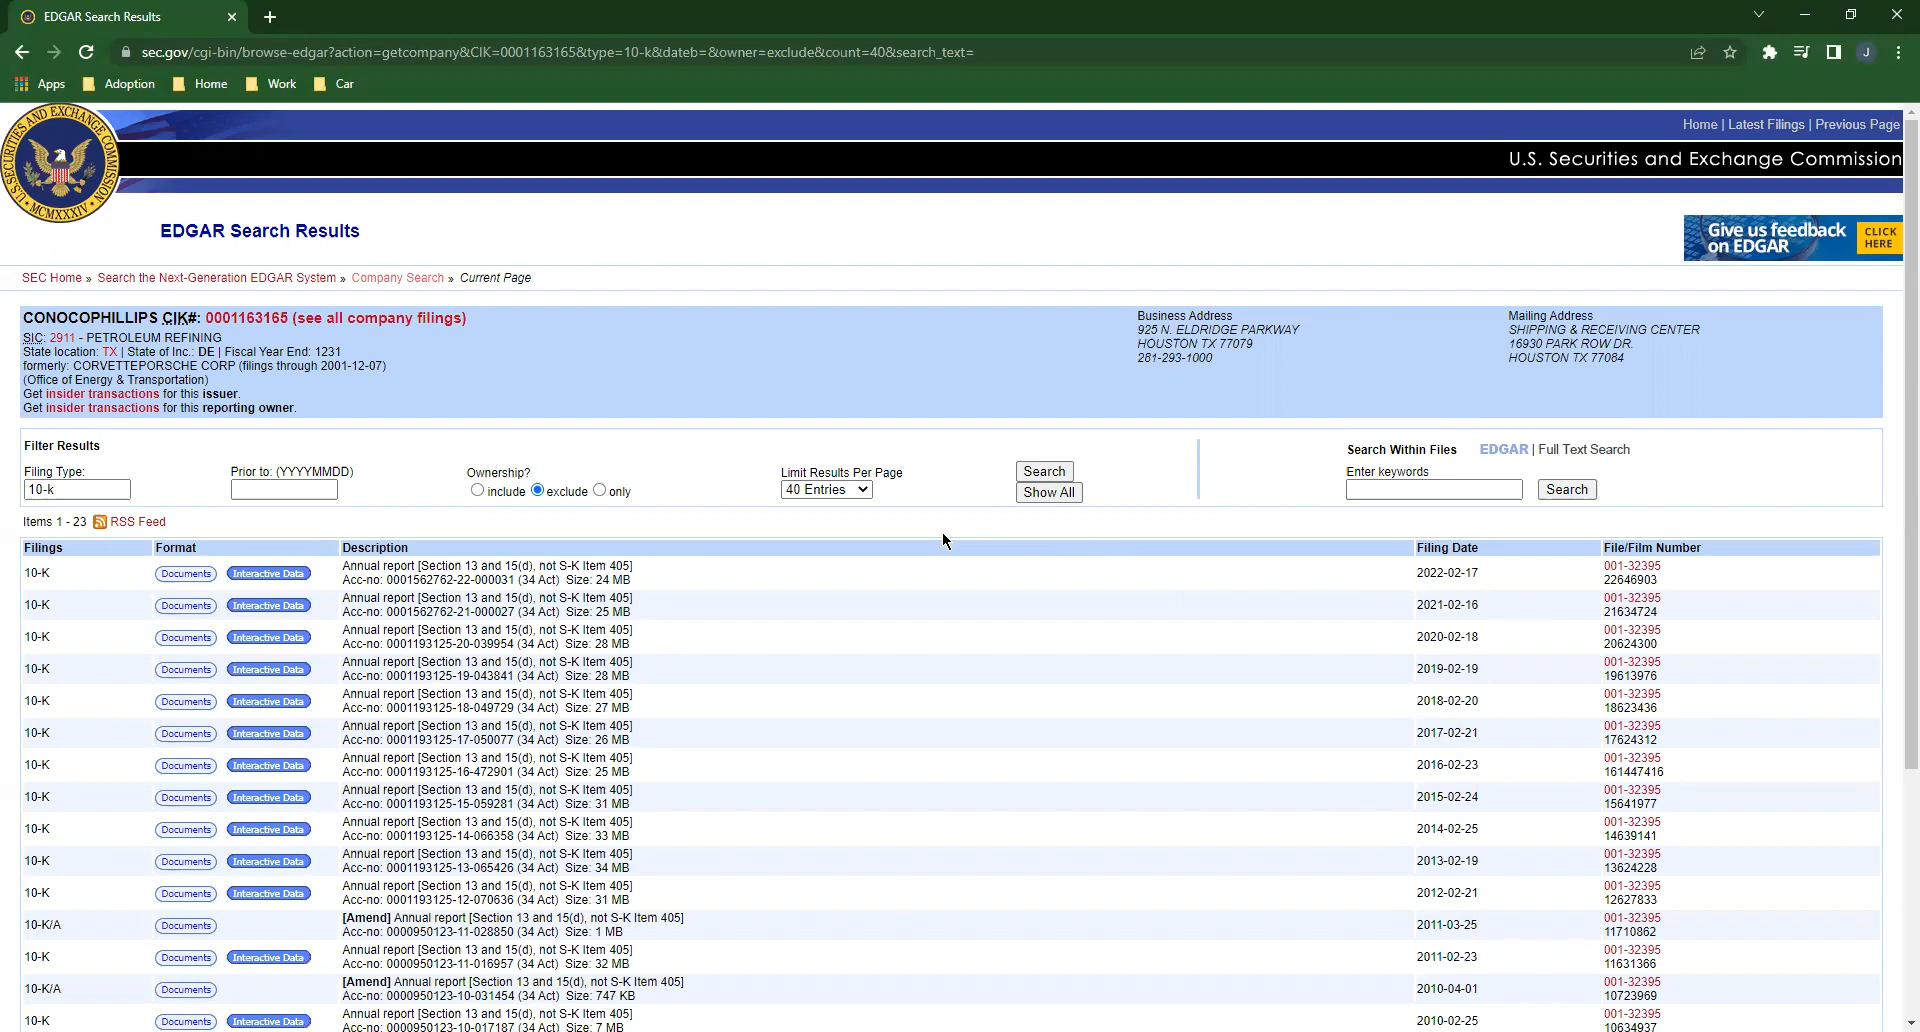 EDGAR Search Results
sec.gov/cgi-bin/browse-edgar?action=getcompany&CIK=0001163165&type=10-k&dateb=&owner=exclude&count=40&search_text=
J
Apps Adoption Home Work Car
SECURITIES AND EXCHANGE COMMISSION
MCMXXXIV
Home | Latest Filings | Previous Page
U.S. Securities and Exchange Commission
EDGAR Search Results
Give us feedback on EDGAR
CLICK HERE
SEC Home » Search the Next-Generation EDGAR System » Company Search » Current Page
CONOCOPHILLIPS CIK#: 0001163165 (see all company filings)
SIC: 2911 - PETROLEUM REFINING
State location: TX | State of Inc.: DE | Fiscal Year End: 1231
formerly: CORVETTEPORSCHE CORP (filings through 2001-12-07)
(Office of Energy & Transportation)
Get insider transactions for this issuer.
Get insider transactions for this reporting owner.
Business Address
925 N. ELDRIDGE PARKWAY
HOUSTON TX 77079
281-293-1000
Mailing Address
SHIPPING & RECEIVING CENTER
16930 PARK ROW DR.
HOUSTON TX 77084
Filter Results
Filing Type:
10-k
Prior to: (YYYYMMDD)
Ownership?
include exclude only
Limit Results Per Page
40 Entries
Search
Show All
Search Within Files EDGAR | Full Text Search
Enter keywords
Search
Items 1 - 23 RSS Feed
Filings Format Description Filing Date File/Film Number
10-K Documents Interactive Data Annual report [Section 13 and 15(d), not S-K Item 405] 2022-02-17 001-32395
Acc-no: 0001562762-22-000031 (34 Act) Size: 24 MB 22646903
10-K Documents Interactive Data Annual report [Section 13 and 15(d), not S-K Item 405] 2021-02-16 001-32395
Acc-no: 0001562762-21-000027 (34 Act) Size: 25 MB 21634724
10-K Documents Interactive Data Annual report [Section 13 and 15(d), not S-K Item 405] 2020-02-18 001-32395
Acc-no: 0001193125-20-039954 (34 Act) Size: 28 MB 20624300
10-K Documents Interactive Data Annual report [Section 13 and 15(d), not S-K Item 405] 2019-02-19 001-32395
Acc-no: 0001193125-19-043841 (34 Act) Size: 28 MB 19613976
10-K Documents Interactive Data Annual report [Section 13 and 15(d), not S-K Item 405] 2018-02-20 001-32395
Acc-no: 0001193125-18-049729 (34 Act) Size: 27 MB 18623436
10-K Documents Interactive Data Annual report [Section 13 and 15(d), not S-K Item 405] 2017-02-21 001-32395
Acc-no: 0001193125-17-050077 (34 Act) Size: 26 MB 17624312
10-K Documents Interactive Data Annual report [Section 13 and 15(d), not S-K Item 405] 2016-02-23 001-32395
Acc-no: 0001193125-16-472901 (34 Act) Size: 25 MB 161447416
10-K Documents Interactive Data Annual report [Section 13 and 15(d), not S-K Item 405] 2015-02-24 001-32395
Acc-no: 0001193125-15-059281 (34 Act) Size: 31 MB 15641977
10-K Documents Interactive Data Annual report [Section 13 and 15(d), not S-K Item 405] 2014-02-25 001-32395
Acc-no: 0001193125-14-066358 (34 Act) Size: 33 MB 14639141
10-K Documents Interactive Data Annual report [Section 13 and 15(d), not S-K Item 405] 2013-02-19 001-32395
Acc-no: 0001193125-13-065426 (34 Act) Size: 34 MB 13624228
10-K Documents Interactive Data Annual report [Section 13 and 15(d), not S-K Item 405] 2012-02-21 001-32395
Acc-no: 0001193125-12-070636 (34 Act) Size: 31 MB 12627833
10-K/A Documents [Amend] Annual report [Section 13 and 15(d), not S-K Item 405] 2011-03-25 001-32395
Acc-no: 0000950123-11-028850 (34 Act) Size: 1 MB 11710862
10-K Documents Interactive Data Annual report [Section 13 and 15(d), not S-K Item 405] 2011-02-23 001-32395
Acc-no: 0000950123-11-016957 (34 Act) Size: 32 MB 11631366
10-K/A Documents [Amend] Annual report [Section 13 and 15(d), not S-K Item 405] 2010-04-01 001-32395
Acc-no: 0000950123-10-031454 (34 Act) Size: 747 KB 10723969
10-K Documents Interactive Data Annual report [Section 13 and 15(d), not S-K Item 405] 2010-02-25 001-32395
Acc-no: 0000950123-10-017187 (34 Act) Size: 7 MB 10634937